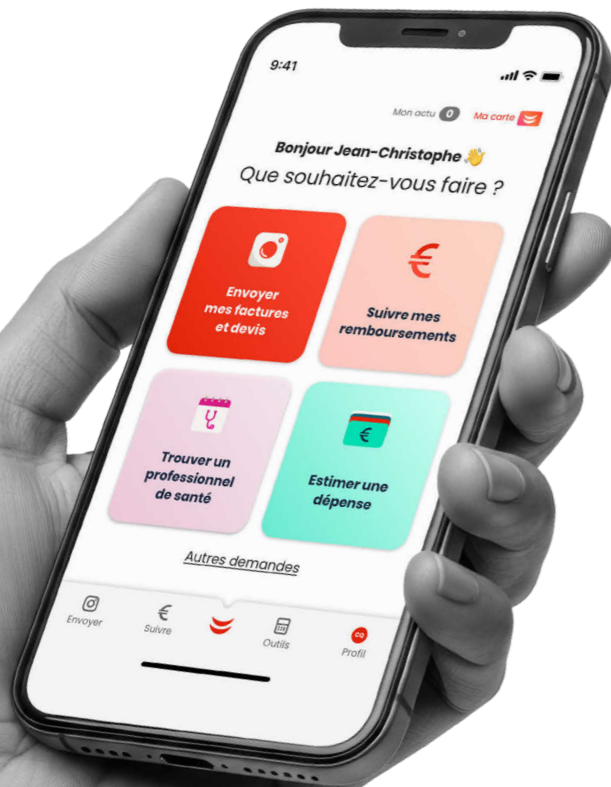 9:41
Mon actu 0 Ma carte
Bonjour Jean-Christophe 👋
Que souhaitez-vous faire ?
Envoyer
mes factures
et devis
Suivre mes
remboursements
Trouver un
professionnel
de santé
Estimer une
dépense
Autres demandes
Envoyer
Suivre
Outils
Profil